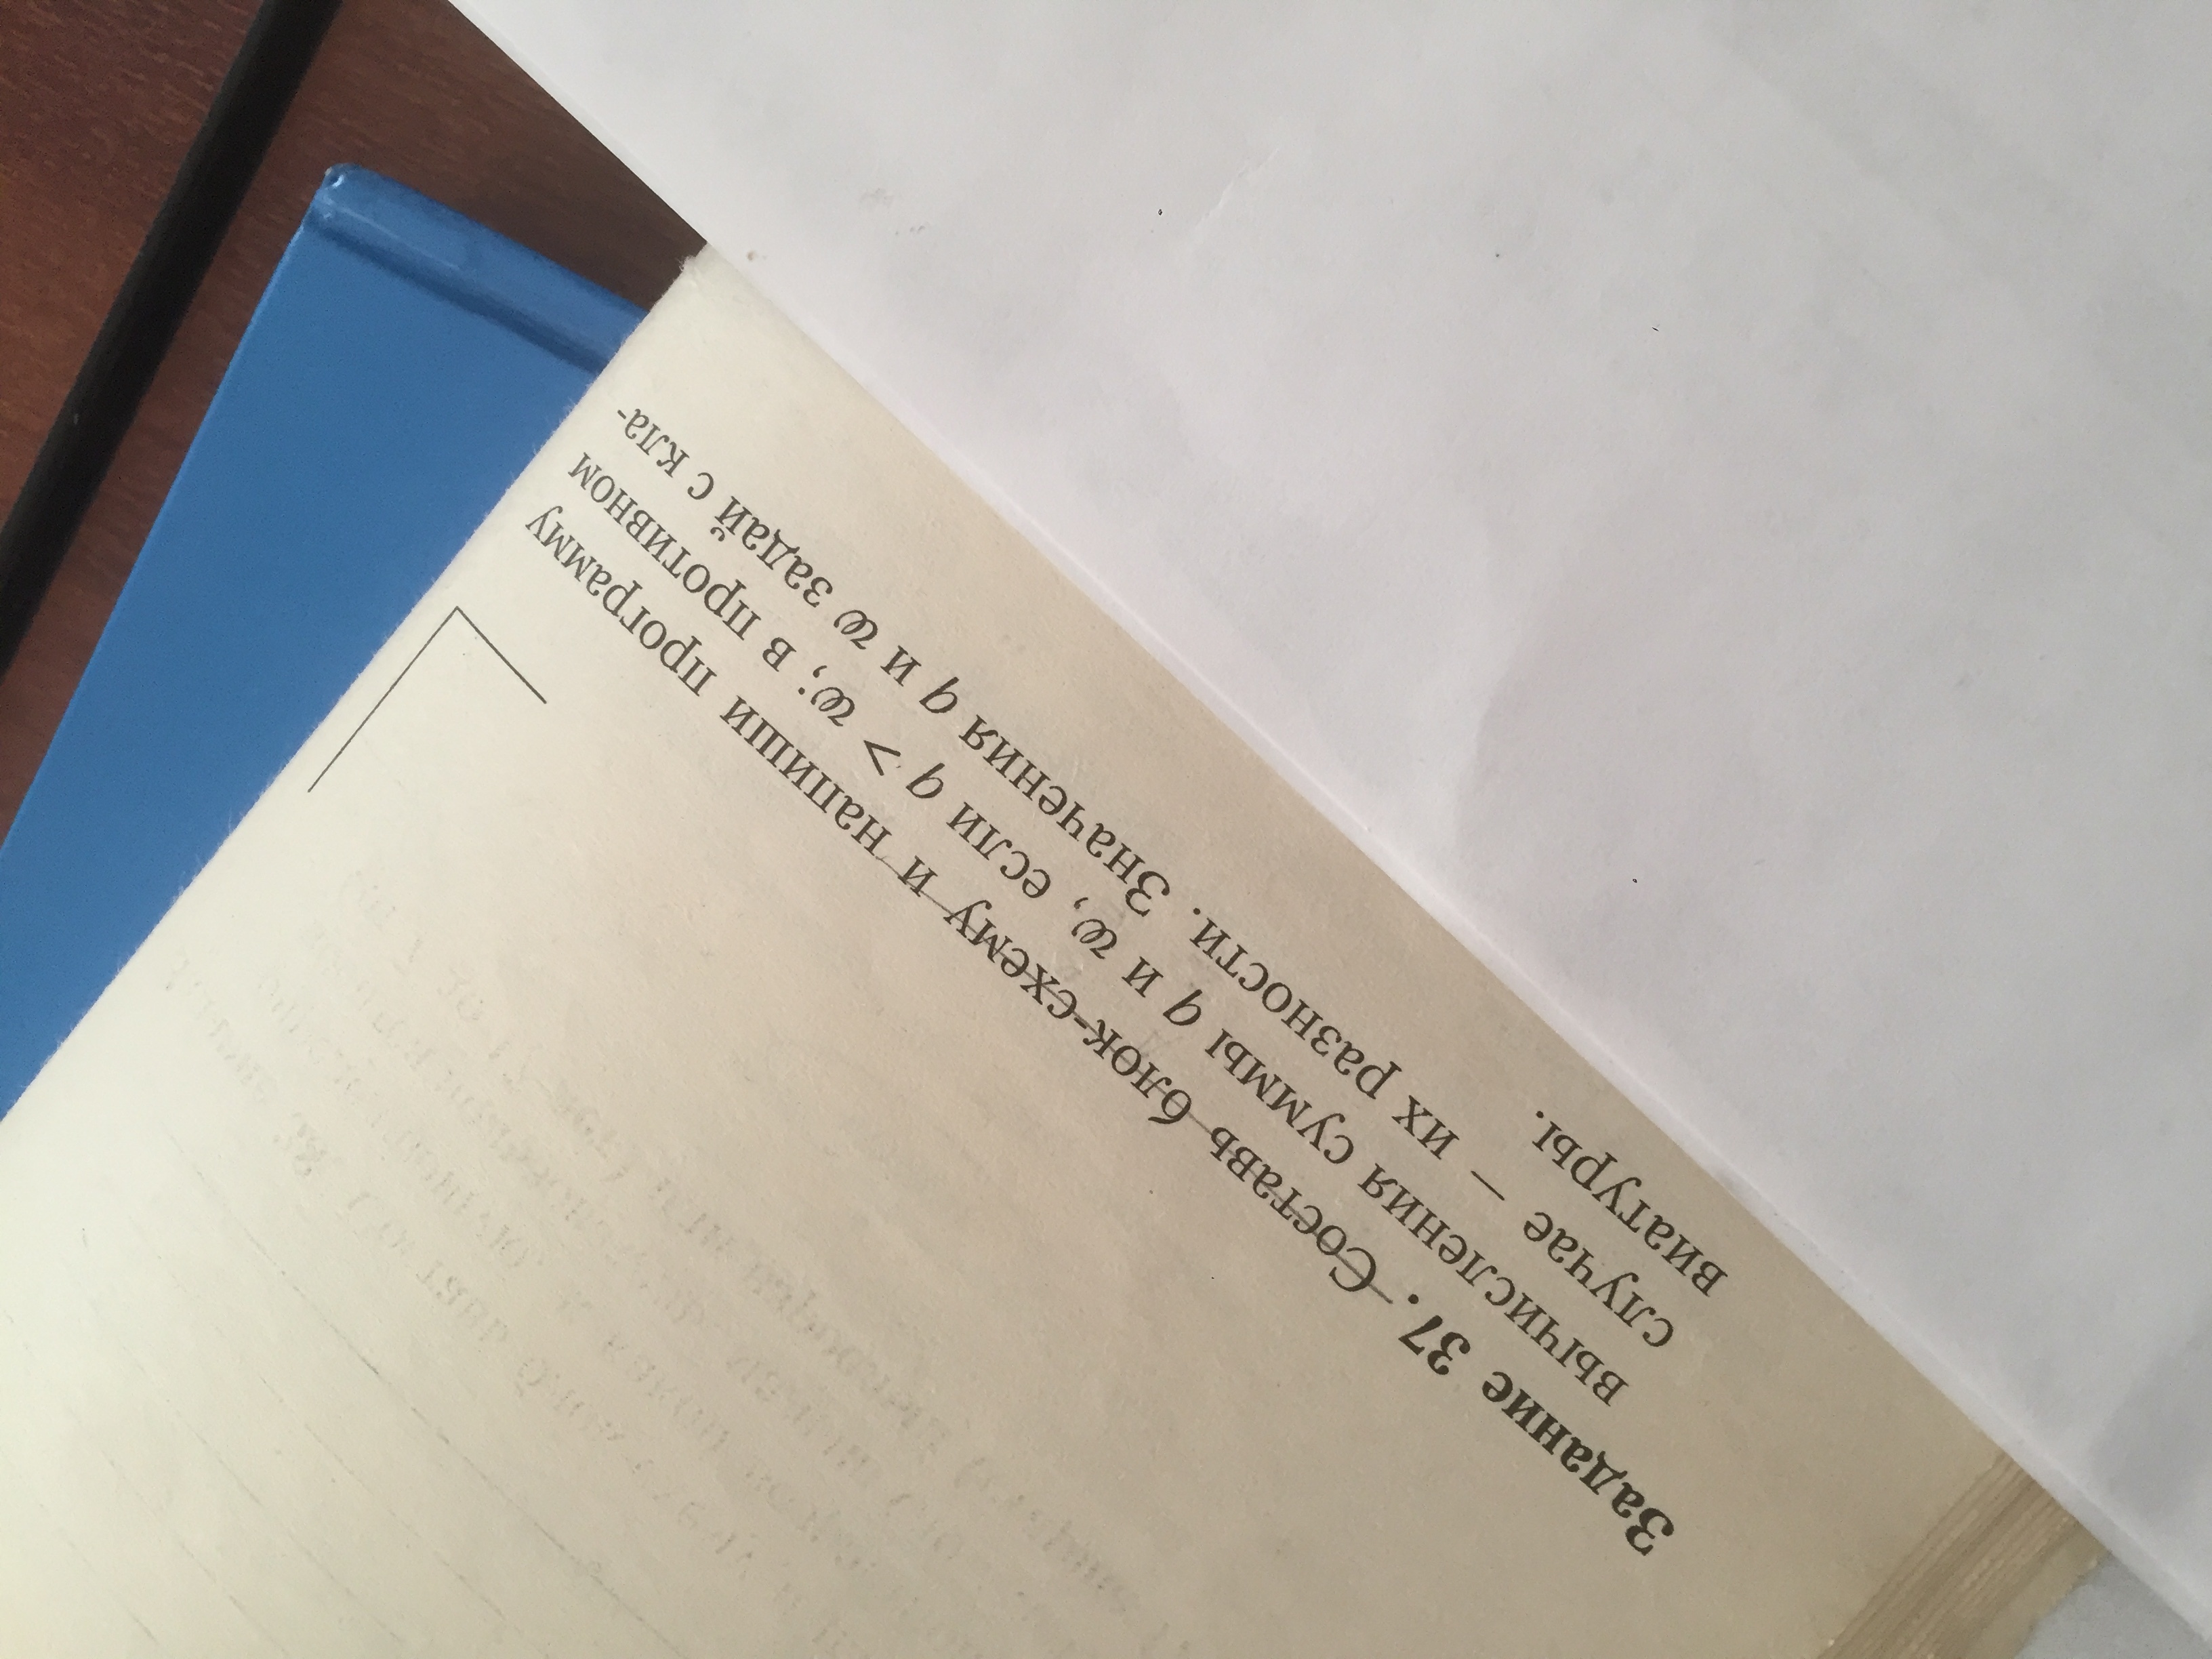 Задание 37. Составь блок-схему и напиши программу
вычисления суммы q и w, если q < w; в противном
случае – их разности. Значения q и w задай с кла-
виатуры.